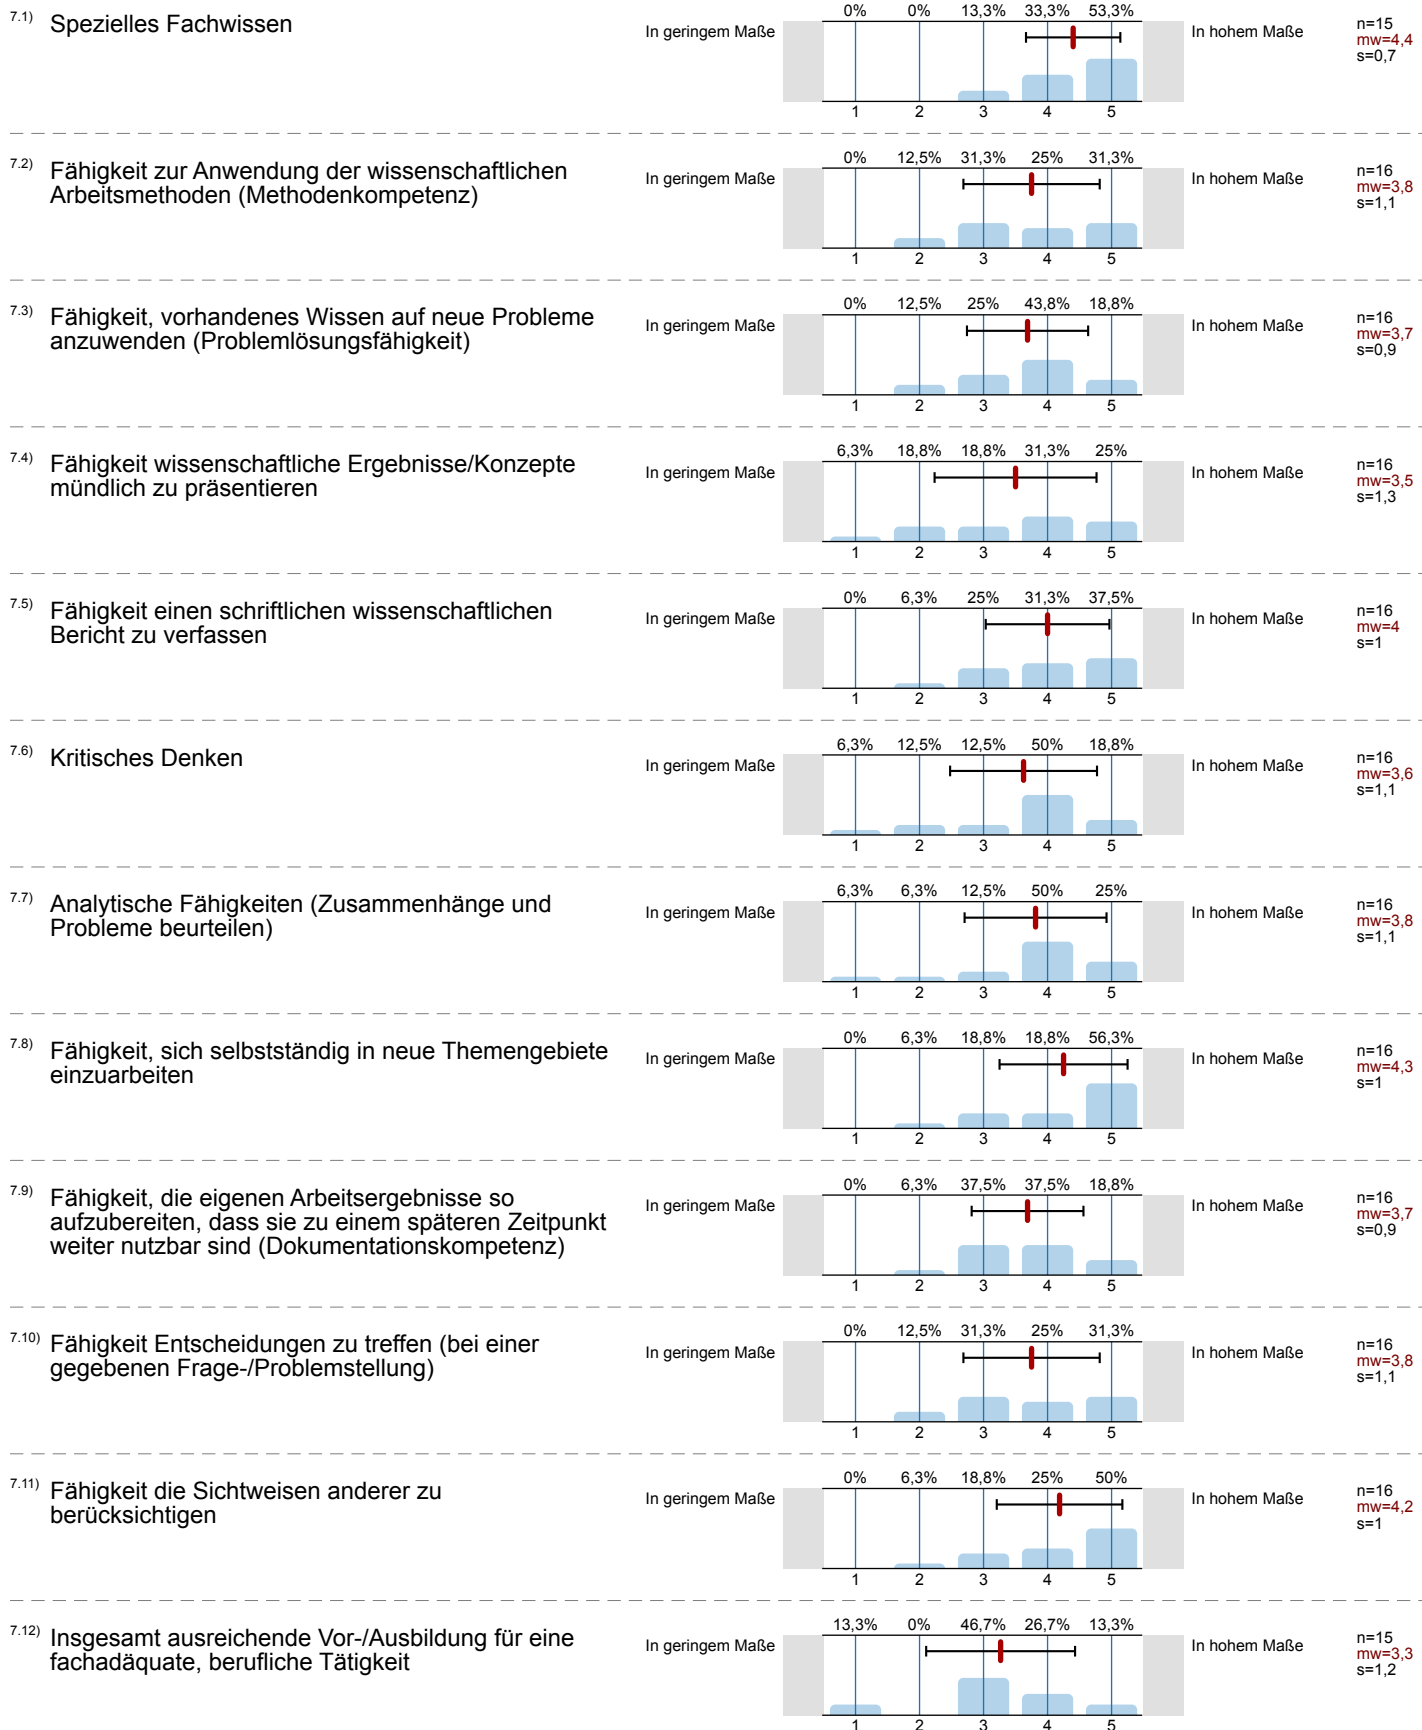 7.1) Spezielles Fachwissen
0% 0% 13,3% 33,3% 53,3%
In geringem Maße In hohem Maße
n=15
mw=4,4
s=0,7
1 2 3 4 5
7.2) Fähigkeit zur Anwendung der wissenschaftlichen
Arbeitsmethoden (Methodenkompetenz)
0% 12,5% 31,3% 25% 31,3%
In geringem Maße In hohem Maße
n=16
mw=3,8
s=1,1
1 2 3 4 5
7.3) Fähigkeit, vorhandenes Wissen auf neue Probleme
anzuwenden (Problemlösungsfähigkeit)
0% 12,5% 25% 43,8% 18,8%
In geringem Maße In hohem Maße
n=16
mw=3,7
s=0,9
1 2 3 4 5
7.4) Fähigkeit wissenschaftliche Ergebnisse/Konzepte
mündlich zu präsentieren
6,3% 18,8% 18,8% 31,3% 25%
In geringem Maße In hohem Maße
n=16
mw=3,5
s=1,3
1 2 3 4 5
7.5) Fähigkeit einen schriftlichen wissenschaftlichen
Bericht zu verfassen
0% 6,3% 25% 31,3% 37,5%
In geringem Maße In hohem Maße
n=16
mw=4
s=1
1 2 3 4 5
7.6) Kritisches Denken
6,3% 12,5% 12,5% 50% 18,8%
In geringem Maße In hohem Maße
n=16
mw=3,6
s=1,1
1 2 3 4 5
7.7) Analytische Fähigkeiten (Zusammenhänge und
Probleme beurteilen)
6,3% 6,3% 12,5% 50% 25%
In geringem Maße In hohem Maße
n=16
mw=3,8
s=1,1
1 2 3 4 5
7.8) Fähigkeit, sich selbstständig in neue Themengebiete
einzuarbeiten
0% 6,3% 18,8% 18,8% 56,3%
In geringem Maße In hohem Maße
n=16
mw=4,3
s=1
1 2 3 4 5
7.9) Fähigkeit, die eigenen Arbeitsergebnisse so
aufzubereiten, dass sie zu einem späteren Zeitpunkt
weiter nutzbar sind (Dokumentationskompetenz)
0% 6,3% 37,5% 37,5% 18,8%
In geringem Maße In hohem Maße
n=16
mw=3,7
s=0,9
1 2 3 4 5
7.10) Fähigkeit Entscheidungen zu treffen (bei einer
gegebenen Frage-/Problemstellung)
0% 12,5% 31,3% 25% 31,3%
In geringem Maße In hohem Maße
n=16
mw=3,8
s=1,1
1 2 3 4 5
7.11) Fähigkeit die Sichtweisen anderer zu
berücksichtigen
0% 6,3% 18,8% 25% 50%
In geringem Maße In hohem Maße
n=16
mw=4,2
s=1
1 2 3 4 5
7.12) Insgesamt ausreichende Vor-/Ausbildung für eine
fachadäquate, berufliche Tätigkeit
13,3% 0% 46,7% 26,7% 13,3%
In geringem Maße In hohem Maße
n=15
mw=3,3
s=1,2
1 2 3 4 5